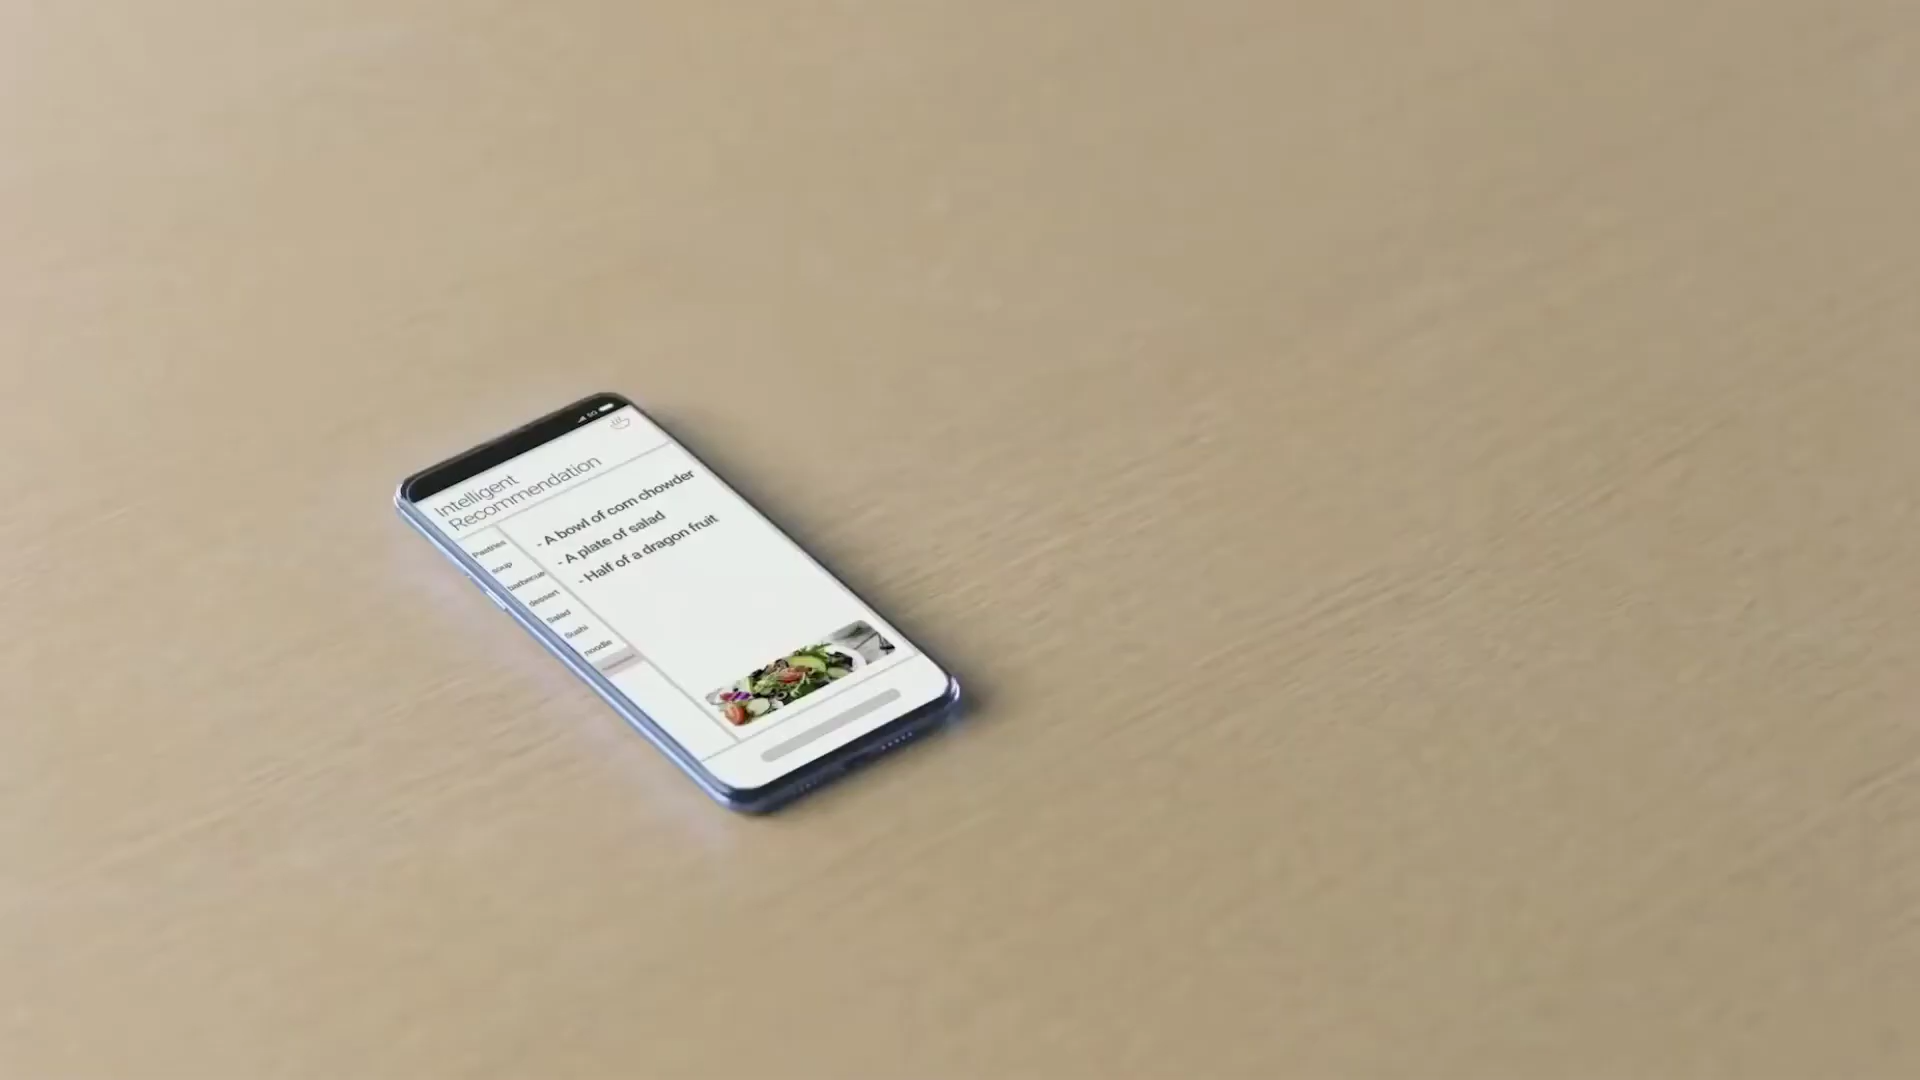 5G
Intelligent
Recommendation
Pastries
soup
barbecue
dessert
Salad
Sushi
noodle
- A bowl of corn chowder
- A plate of salad
- Half of a dragon fruit